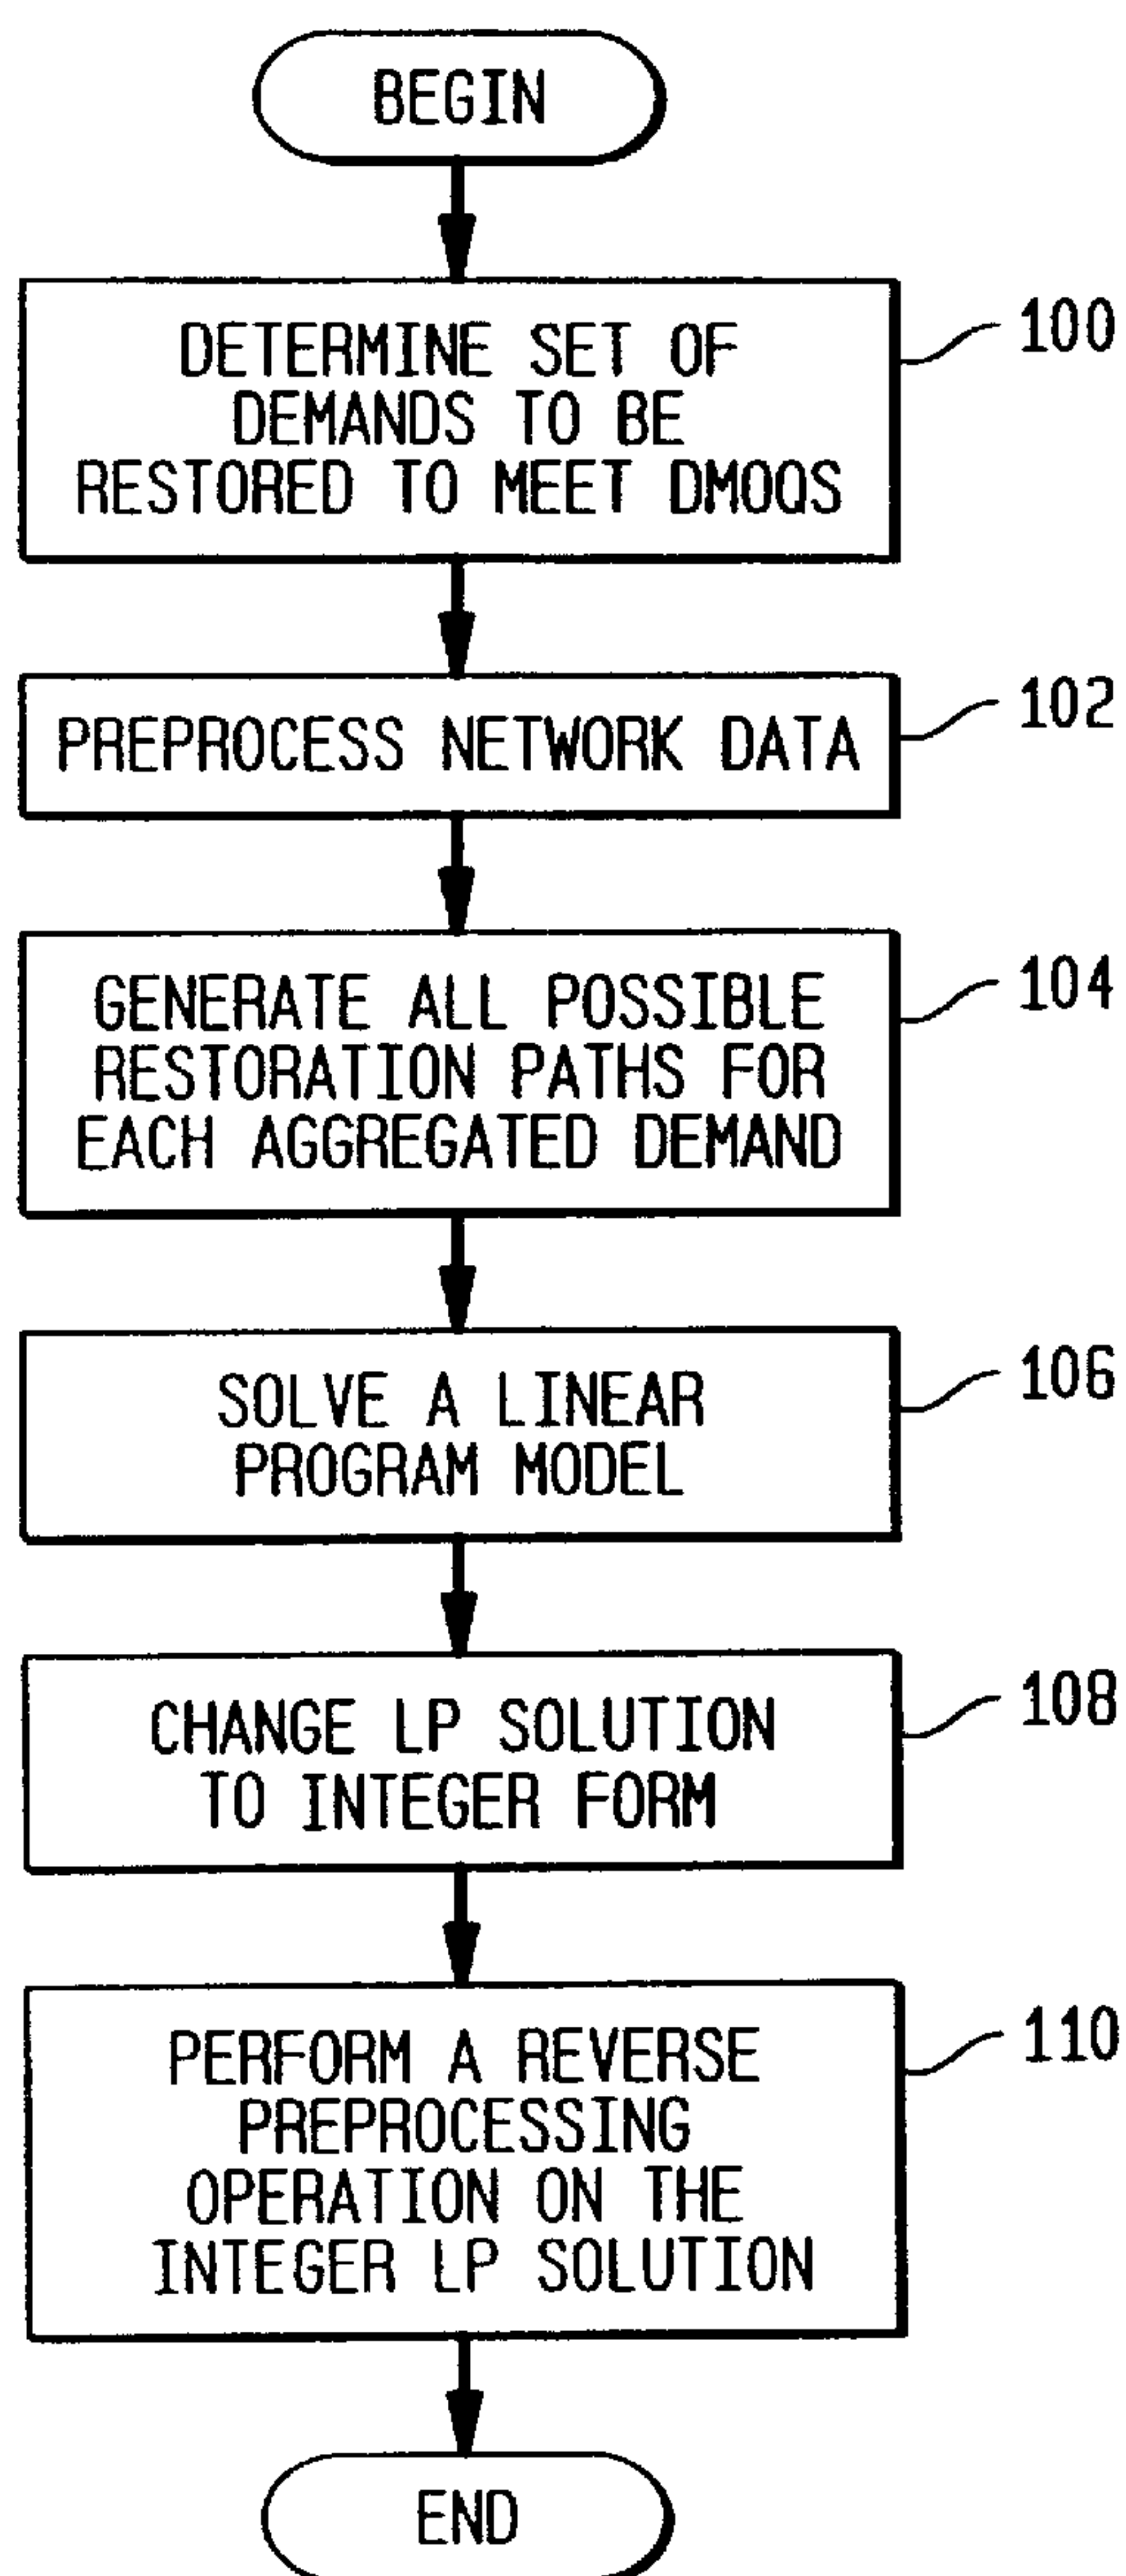 BEGIN
DETERMINE SET OF
DEMANDS TO BE
RESTORED TO MEET DMOQS
100
PREPROCESS NETWORK DATA
102
GENERATE ALL POSSIBLE
RESTORATION PATHS FOR
EACH AGGREGATED DEMAND
104
SOLVE A LINEAR
PROGRAM MODEL
106
CHANGE LP SOLUTION
TO INTEGER FORM
108
PERFORM A REVERSE
PREPROCESSING
OPERATION ON THE
INTEGER LP SOLUTION
110
END